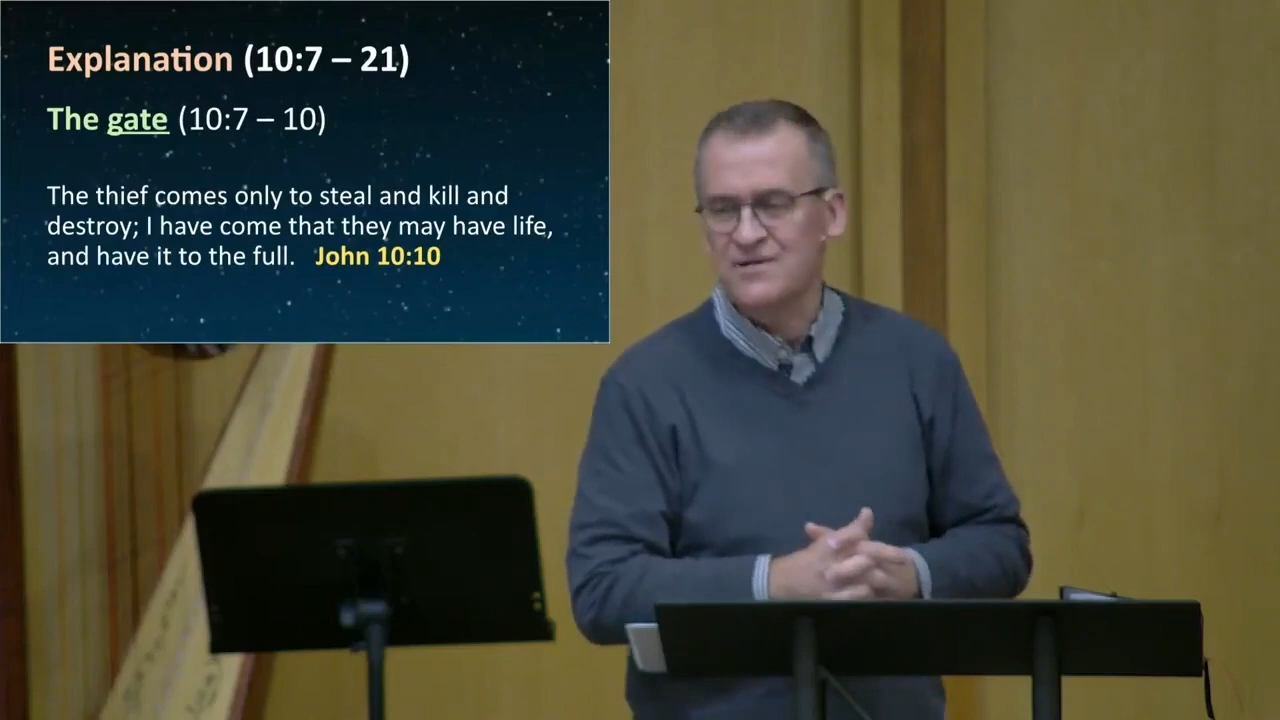 Explanation (10:7 – 21)
The gate (10:7 – 10)
The thief comes only to steal and kill and
destroy; I have come that they may have life,
and have it to the full. John 10:10